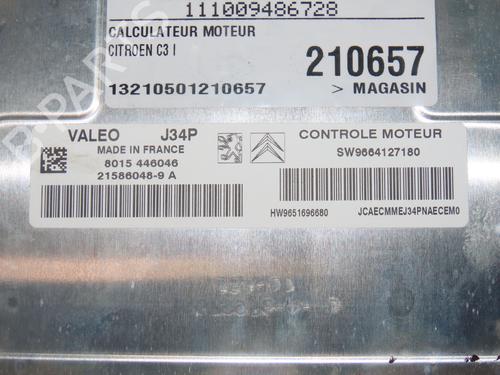 111009486728
CALCULATEUR MOTEUR
CITROEN C3 I
210657
13210501210657
> MAGASIN
VALEO J34P
MADE IN FRANCE
8015 446046
21586048-9 A
CONTROLE MOTEUR
SW9664127180
HW9651696680
JCAECMMEJ34PNAECEM0
B-PARTS